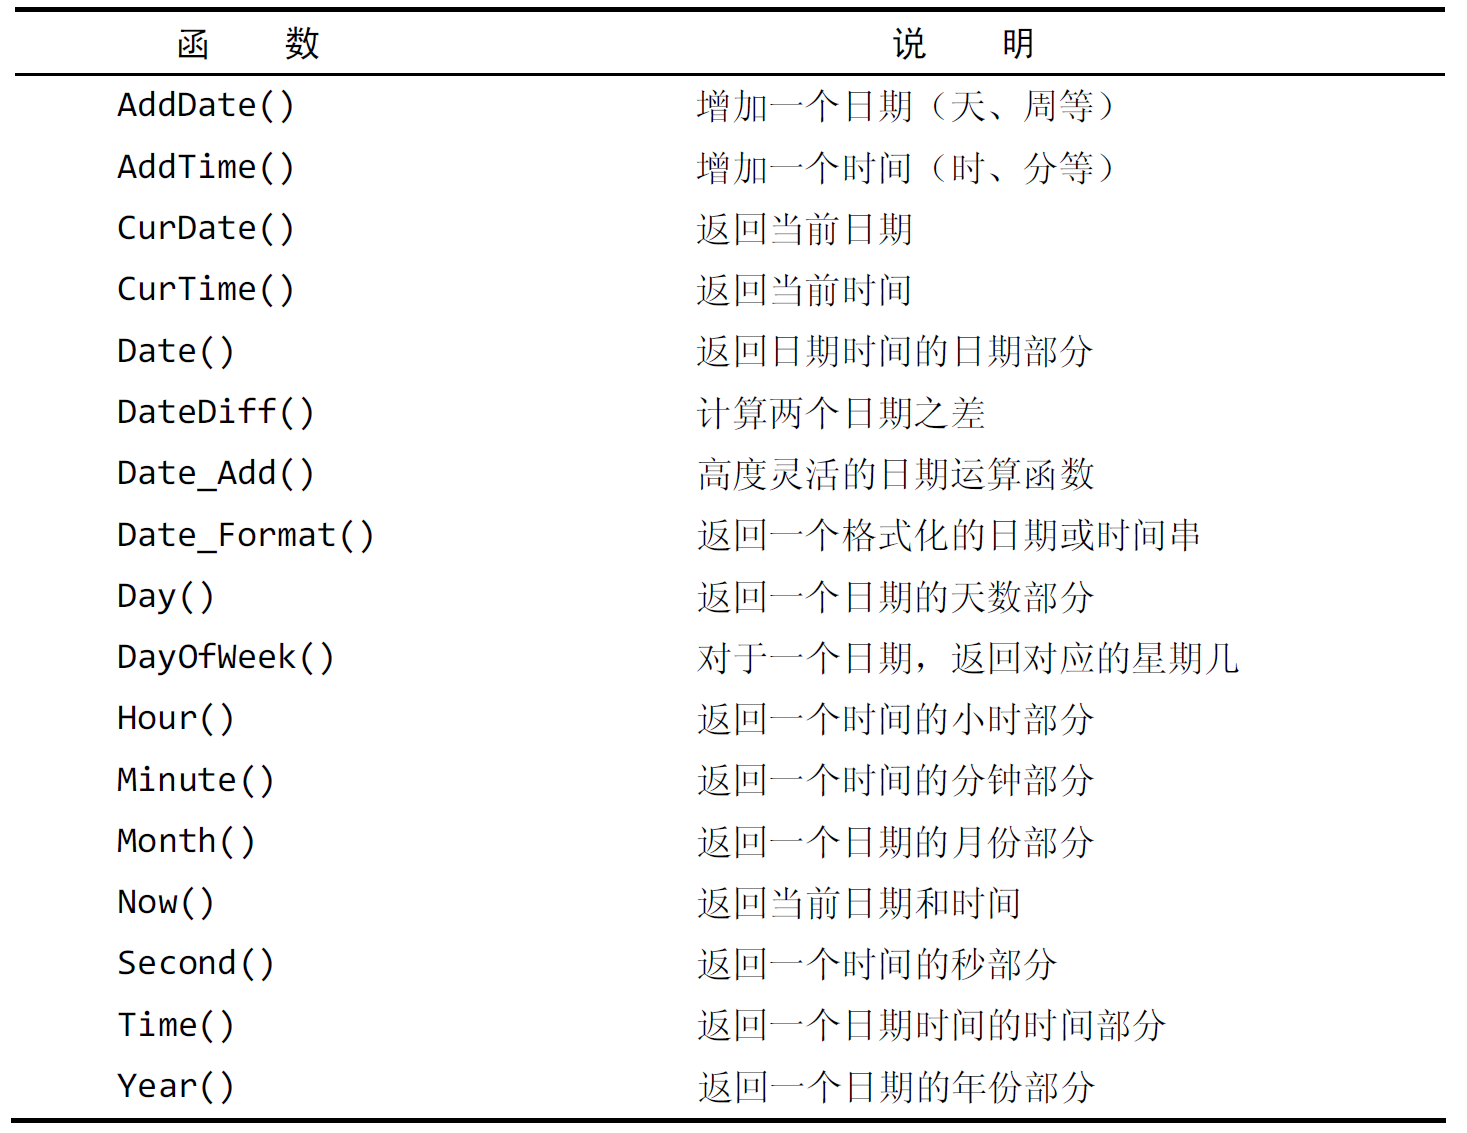 函 数 说 明
AddDate() 增加一个日期（天、周等）
AddTime() 增加一个时间（时、分等）
CurDate() 返回当前日期
CurTime() 返回当前时间
Date() 返回日期时间的日期部分
DateDiff() 计算两个日期之差
Date_Add() 高度灵活的日期运算函数
Date_Format() 返回一个格式化的日期或时间串
Day() 返回一个日期的天数部分
DayOfWeek() 对于一个日期，返回对应的星期几
Hour() 返回一个时间的小时部分
Minute() 返回一个时间的分钟部分
Month() 返回一个日期的月份部分
Now() 返回当前日期和时间
Second() 返回一个时间的秒部分
Time() 返回一个日期时间的时间部分
Year() 返回一个日期的年份部分